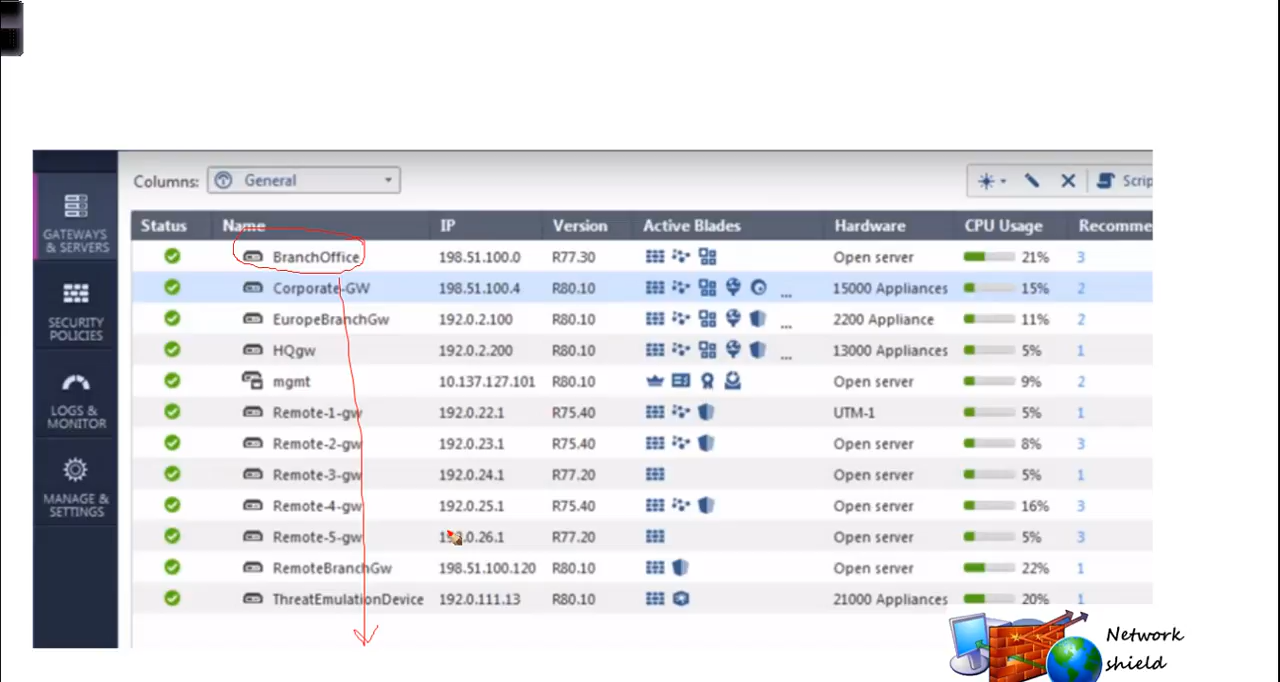 Columns: General Scrip
Status Name IP Version Active Blades Hardware CPU Usage Recomme
GATEWAYS
& SERVERS
BranchOffice 198.51.100.0 R77.30 Open server 21% 3
Corporate-GW 198.51.100.4 R80.10 ... 15000 Appliances 15% 2
SECURITY
POLICIES
EuropeBranchGw 192.0.2.100 R80.10 ... 2200 Appliance 11% 2
HQgw 192.0.2.200 R80.10 ... 13000 Appliances 5% 1
mgmt 10.137.127.101 R80.10 Open server 9% 2
LOGS &
MONITOR
Remote-1-gw 192.0.22.1 R75.40 UTM-1 5% 1
Remote-2-gw 192.0.23.1 R75.40 Open server 8% 3
Remote-3-gw 192.0.24.1 R77.20 Open server 5% 1
MANAGE &
SETTINGS
Remote-4-gw 192.0.25.1 R75.40 Open server 16% 3
Remote-5-gw R77.20 Open server 5% 3
RemoteBranchGw 198.51.100.120 R80.10 Open server 22% 1
ThreatEmulationDevice 192.0.111.13 R80.10 21000 Appliances 20% 1
Network
shield